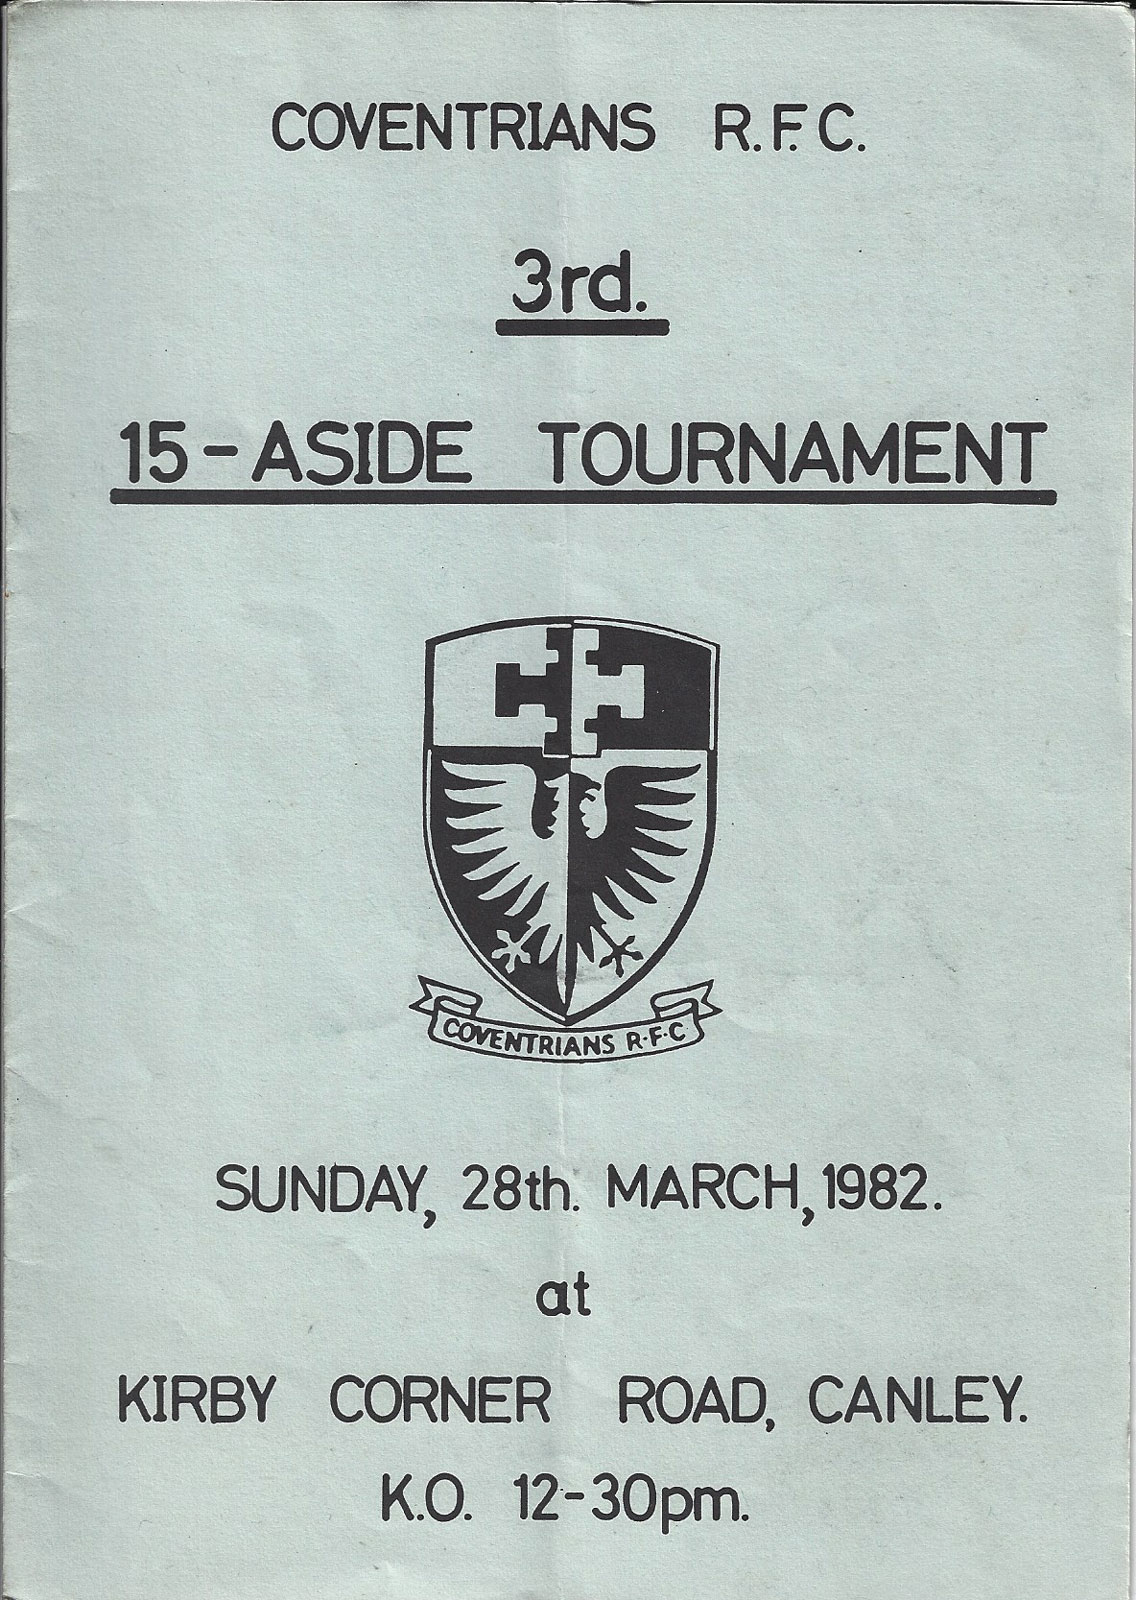 COVENTRIANS R.F.C.
3rd.
15-ASIDE TOURNAMENT
COVENTRIANS R·F·C
SUNDAY, 28th. MARCH, 1982.
at
KIRBY CORNER ROAD, CANLEY.
K.O. 12-30pm.